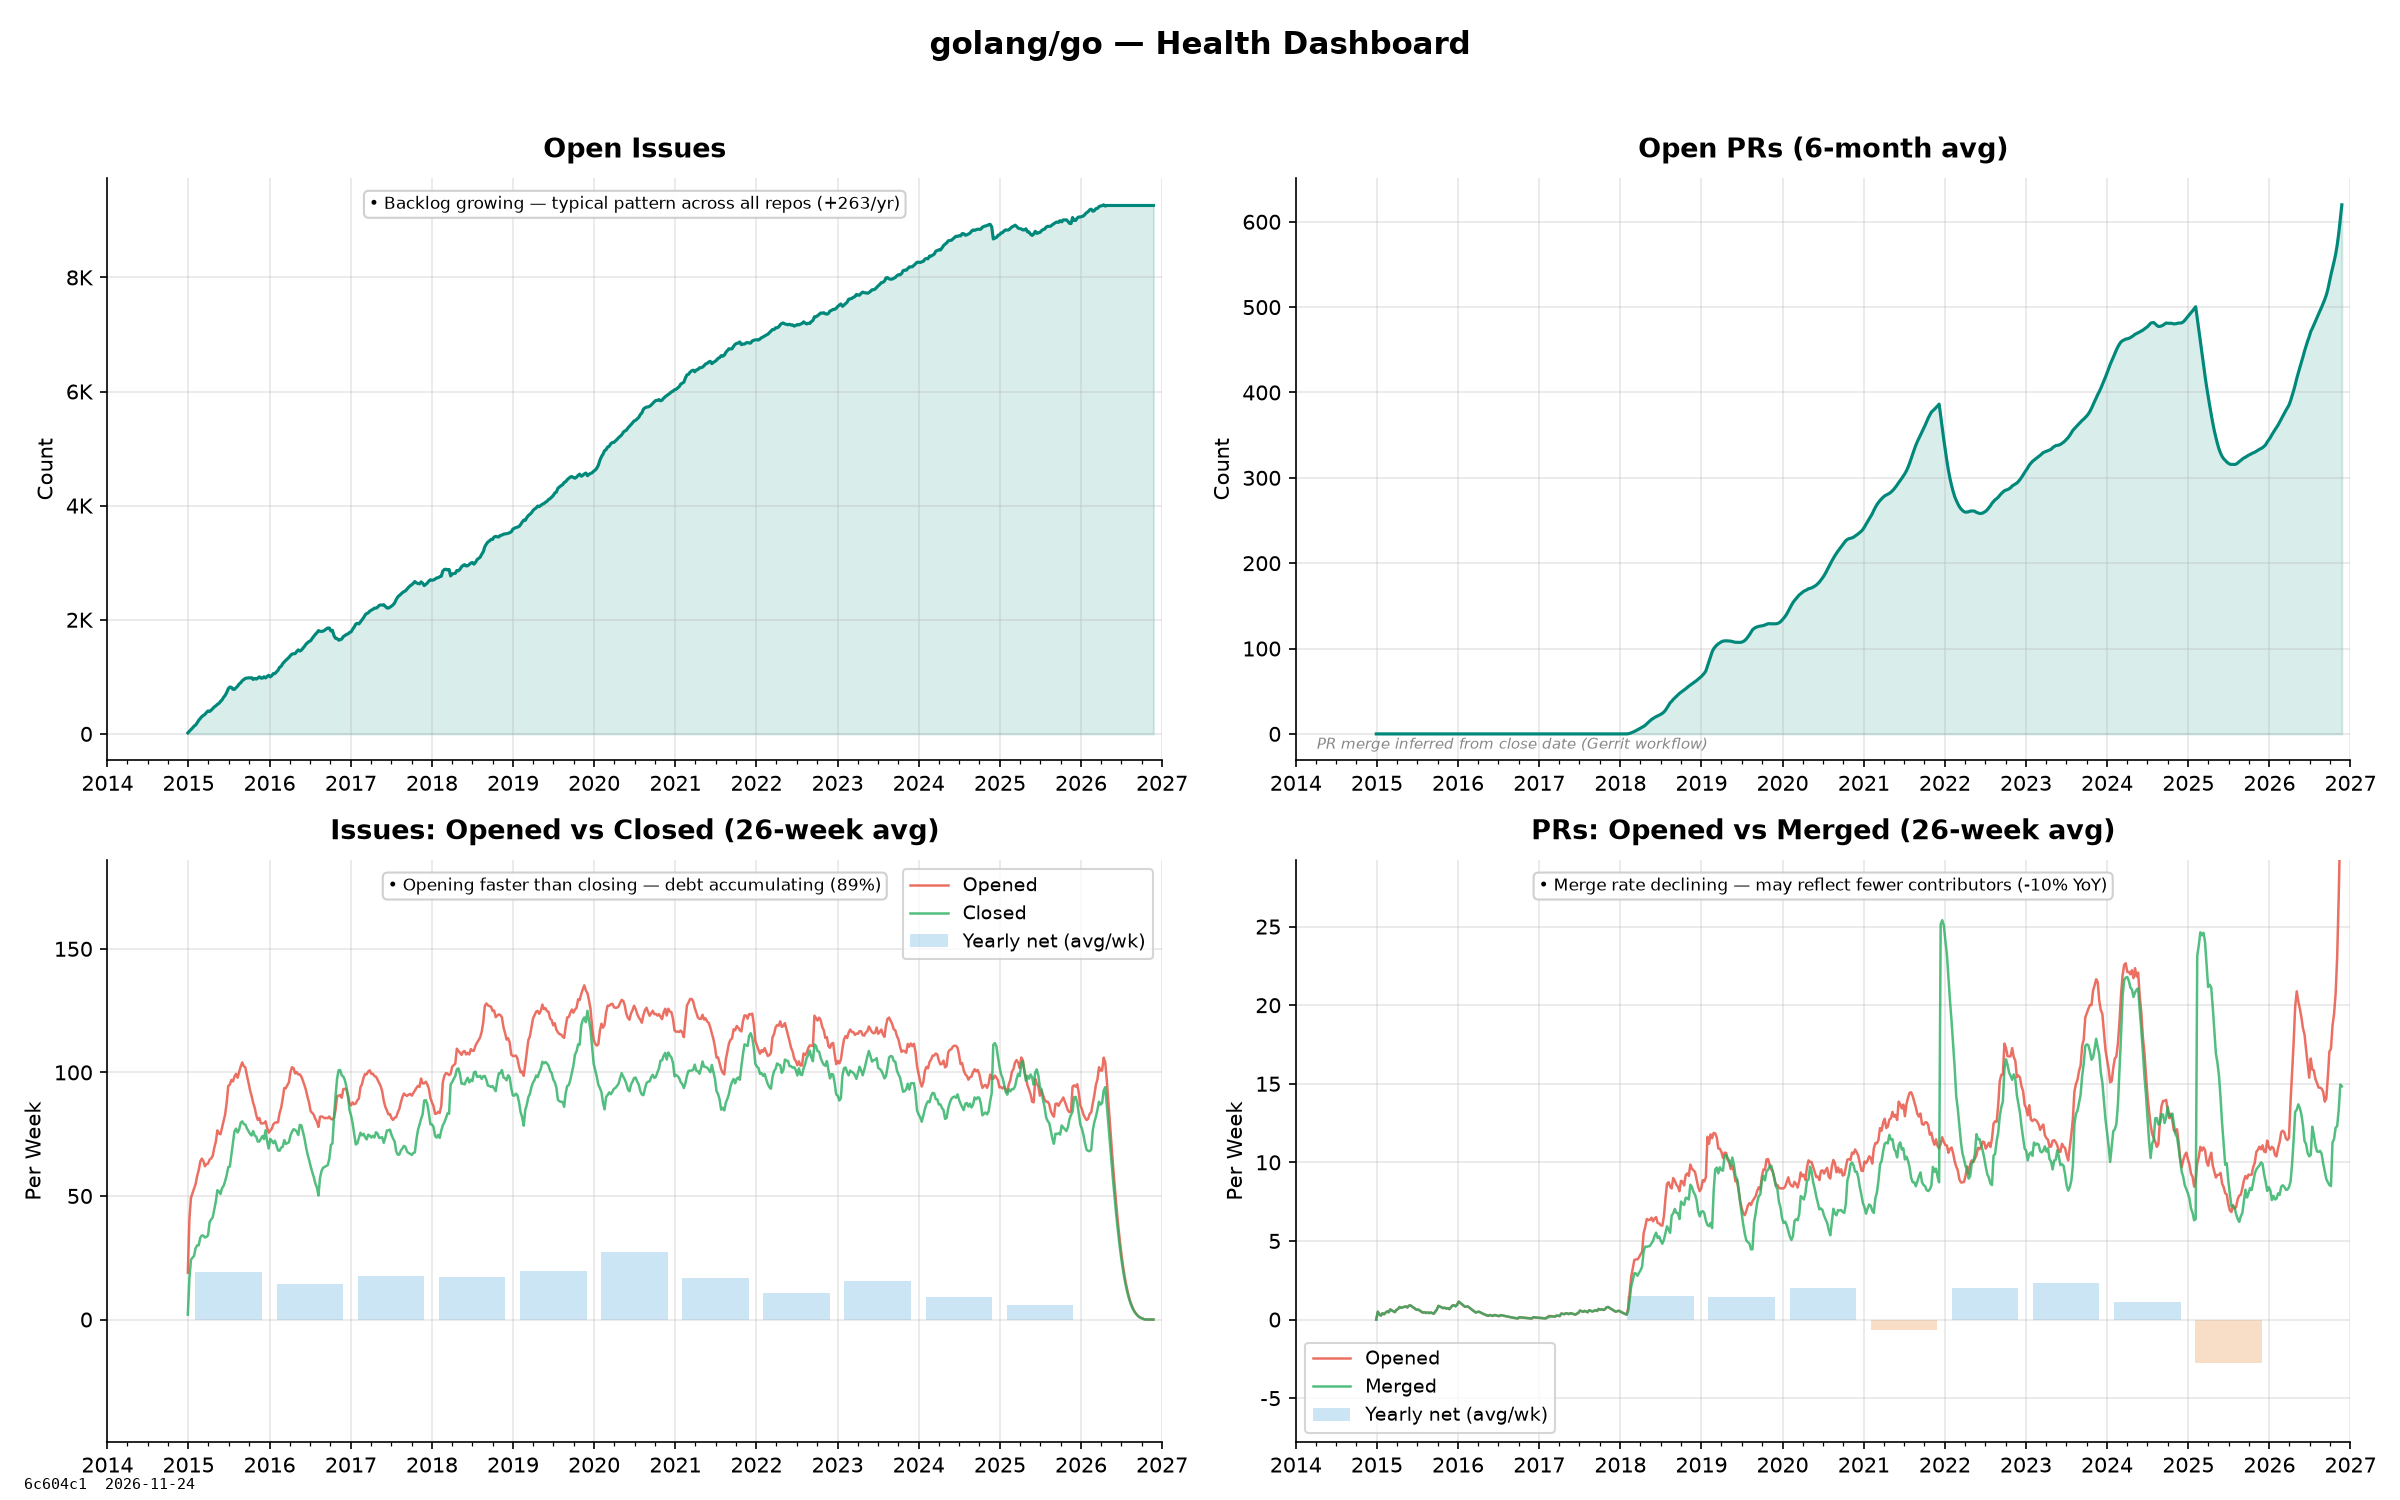 golang/go — Health Dashboard
Open Issues
• Backlog growing — typical pattern across all repos (+263/yr)
Count
8K
6K
4K
2K
0
2014 2015 2016 2017 2018 2019 2020 2021 2022 2023 2024 2025 2026 2027
Open PRs (6-month avg)
Count
600
500
400
300
200
100
0
PR merge inferred from close date (Gerrit workflow)
2014 2015 2016 2017 2018 2019 2020 2021 2022 2023 2024 2025 2026 2027
Issues: Opened vs Closed (26-week avg)
• Opening faster than closing — debt accumulating (89%)
Opened
Closed
Yearly net (avg/wk)
Per Week
150
100
50
0
2014 2015 2016 2017 2018 2019 2020 2021 2022 2023 2024 2025 2026 2027
PRs: Opened vs Merged (26-week avg)
• Merge rate declining — may reflect fewer contributors (-10% YoY)
Per Week
25
20
15
10
5
0
-5
Opened
Merged
Yearly net (avg/wk)
2014 2015 2016 2017 2018 2019 2020 2021 2022 2023 2024 2025 2026 2027
6c604c1 2026-11-24